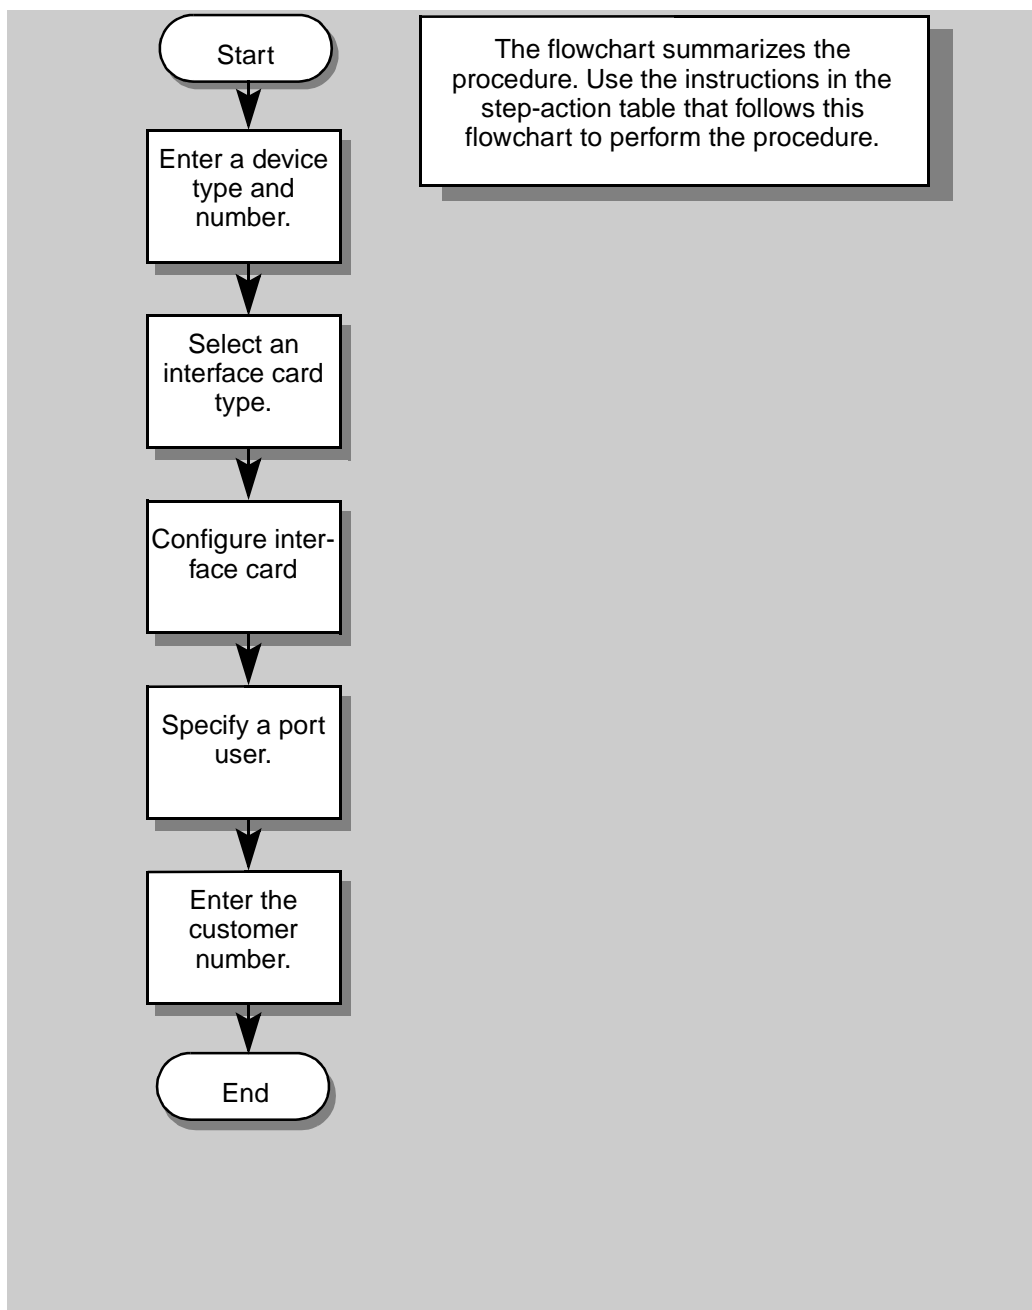 Start
The flowchart summarizes the
procedure. Use the instructions in the
step-action table that follows this
flowchart to perform the procedure.
Enter a device
type and
number.
Select an
interface card
type.
Configure inter-
face card
Specify a port
user.
Enter the
customer
number.
End